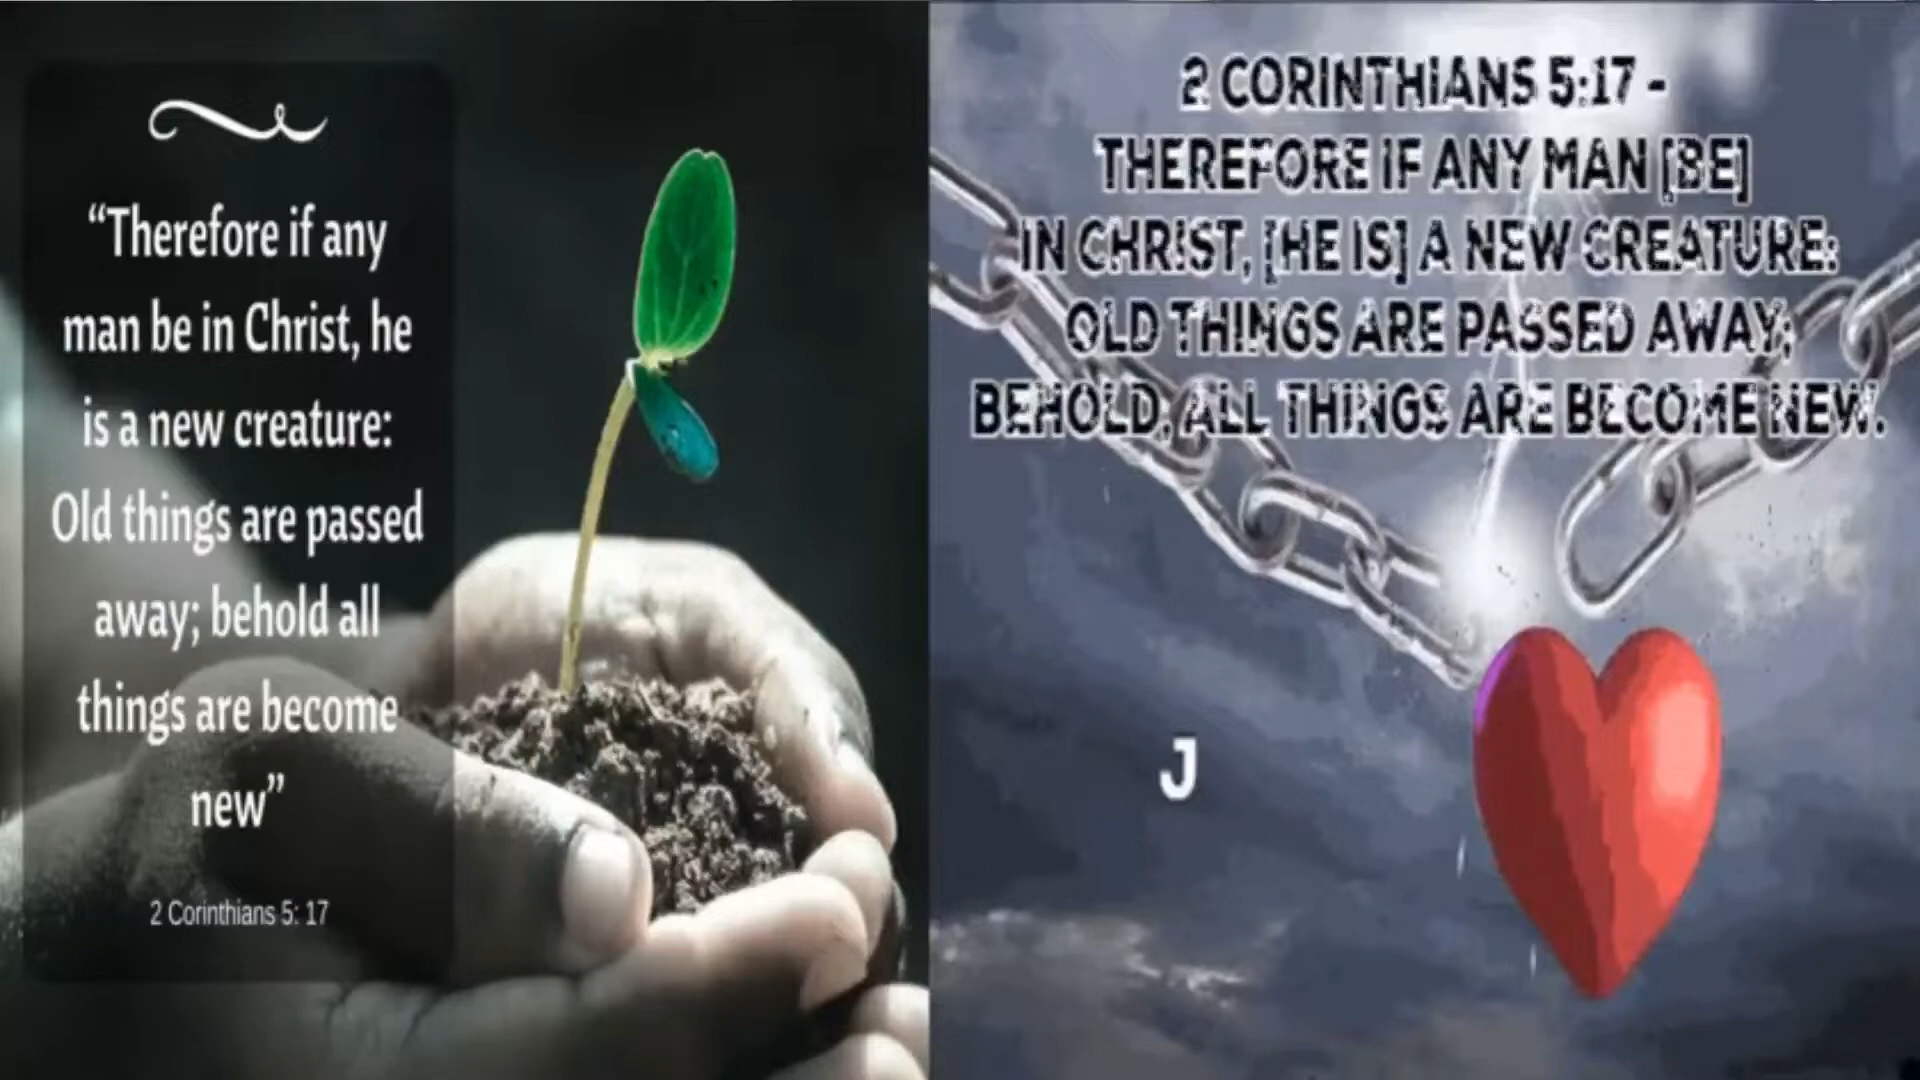 “Therefore if any
man be in Christ, he
is a new creature:
Old things are passed
away; behold all
things are become
new”
2 Corinthians 5: 17
2 CORINTHIANS 5:17 -
THEREFORE IF ANY MAN [BE]
IN CHRIST, [HE IS] A NEW CREATURE:
OLD THINGS ARE PASSED AWAY;
BEHOLD, ALL THINGS ARE BECOME NEW.
J